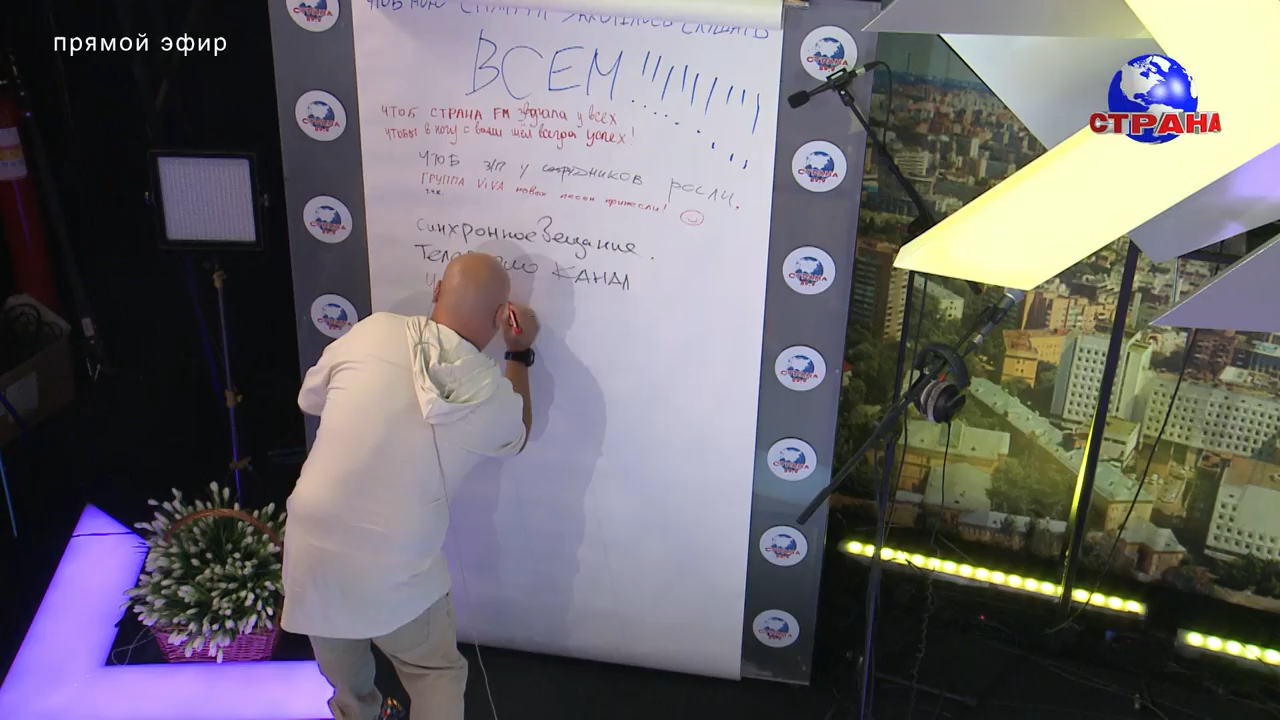 прямой эфир
СТРАНА
ВСЕМ!!!!!!!!
чтоб СТРАНА FM звучала у всех
чтобы в ногу с вами шёл всегда успех!
Чтоб з/п у сотрудников росли.
ГРУППА ViVA новых песен принесли!
синхронное Вещание.
КАНАЛ